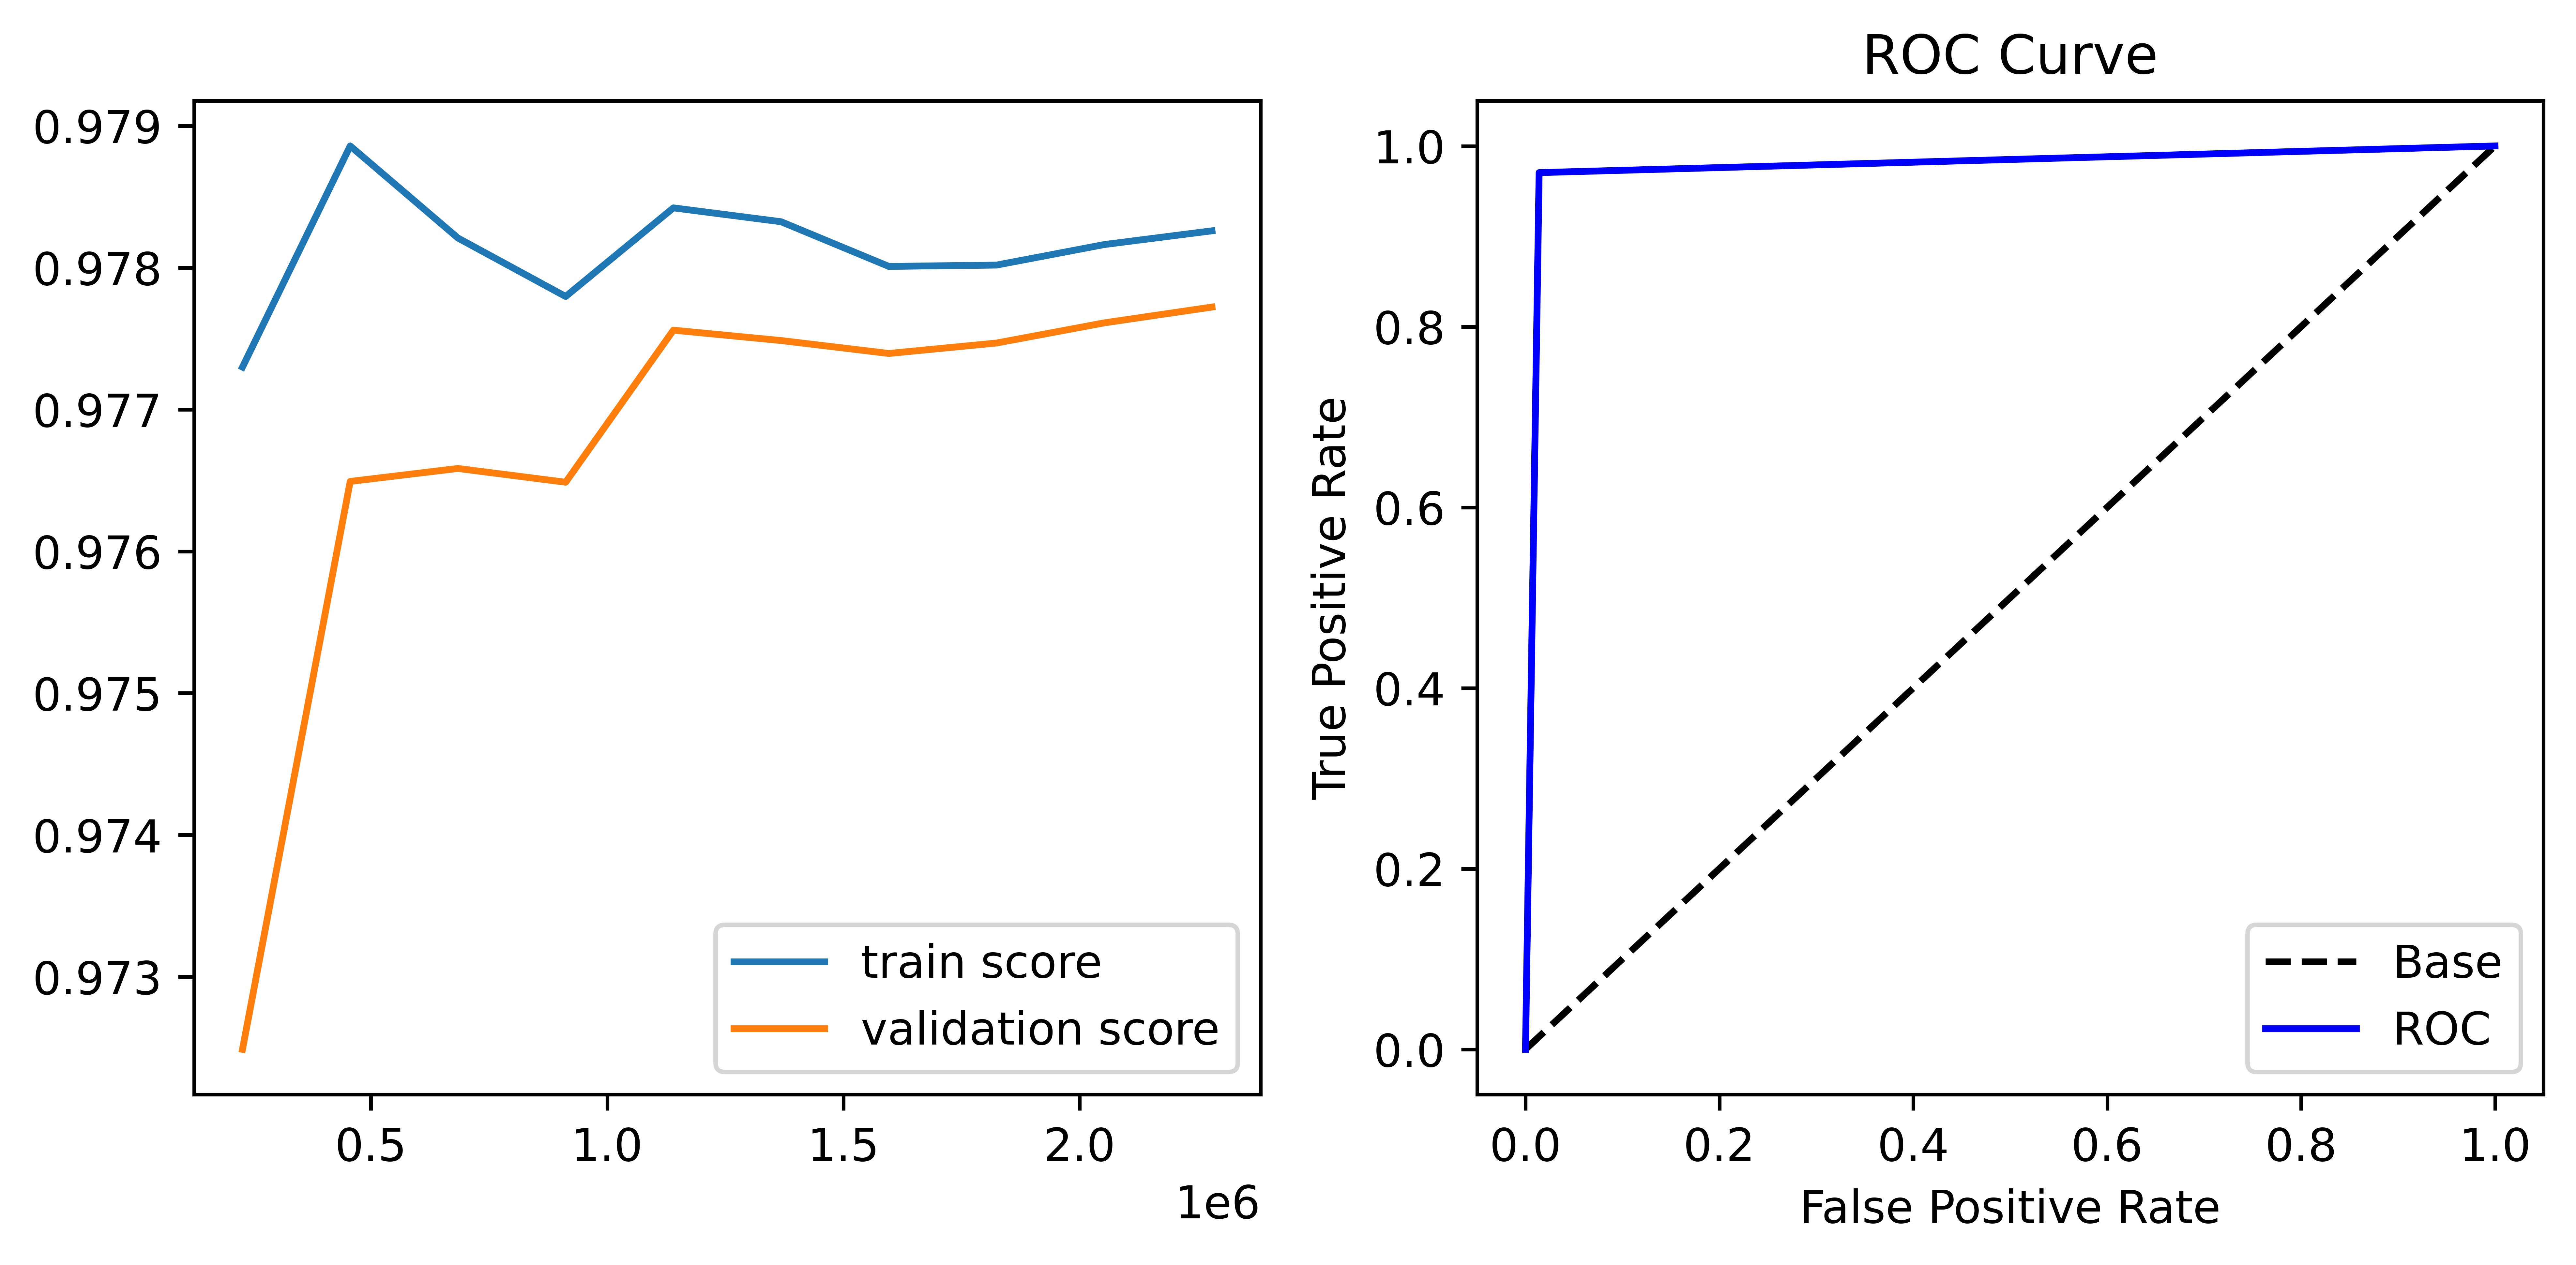 0.979
0.978
0.977
0.976
0.975
0.974
0.973
0.5 1.0 1.5 2.0
1e6
train score
validation score
ROC Curve
True Positive Rate
1.0
0.8
0.6
0.4
0.2
0.0
0.0 0.2 0.4 0.6 0.8 1.0
False Positive Rate
Base
ROC